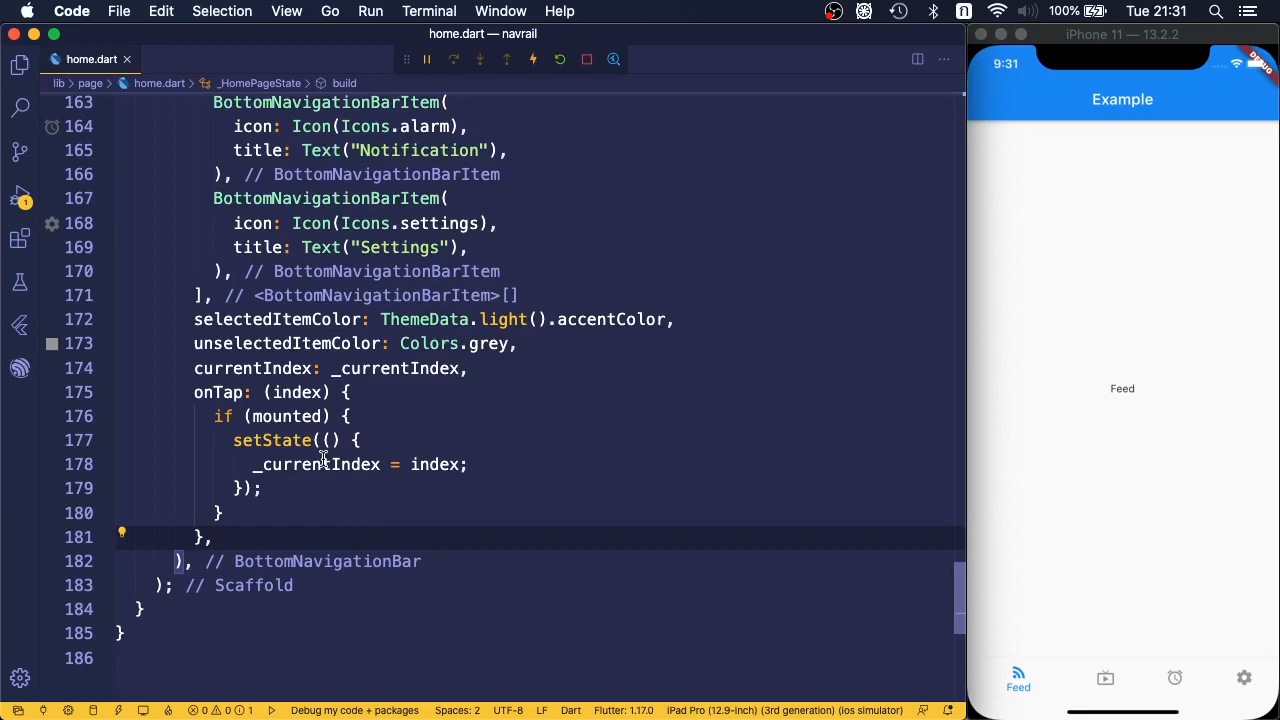 Code File Edit Selection View Go Run Terminal Window Help 100% Tue 21:31
home.dart — navrail
iPhone 11 — 13.2.2
home.dart
lib > page > home.dart > _HomePageState > build
163 BottomNavigationBarItem(
164 icon: Icon(Icons.alarm),
165 title: Text("Notification"),
166 ), // BottomNavigationBarItem
167 BottomNavigationBarItem(
168 icon: Icon(Icons.settings),
169 title: Text("Settings"),
170 ), // BottomNavigationBarItem
171 ], // <BottomNavigationBarItem>[]
172 selectedItemColor: ThemeData.light().accentColor,
173 unselectedItemColor: Colors.grey,
174 currentIndex: _currentIndex,
175 onTap: (index) {
176 if (mounted) {
177 setState(() {
178 _currentIndex = index;
179 });
180 }
181 },
182 ), // BottomNavigationBar
183 ); // Scaffold
184 }
185 }
186
1
9:31
DEBUG
Example
Feed
Feed
0 0 1 Debug my code + packages Spaces: 2 UTF-8 LF Dart Flutter: 1.17.0 iPad Pro (12.9-inch) (3rd generation) (ios simulator)